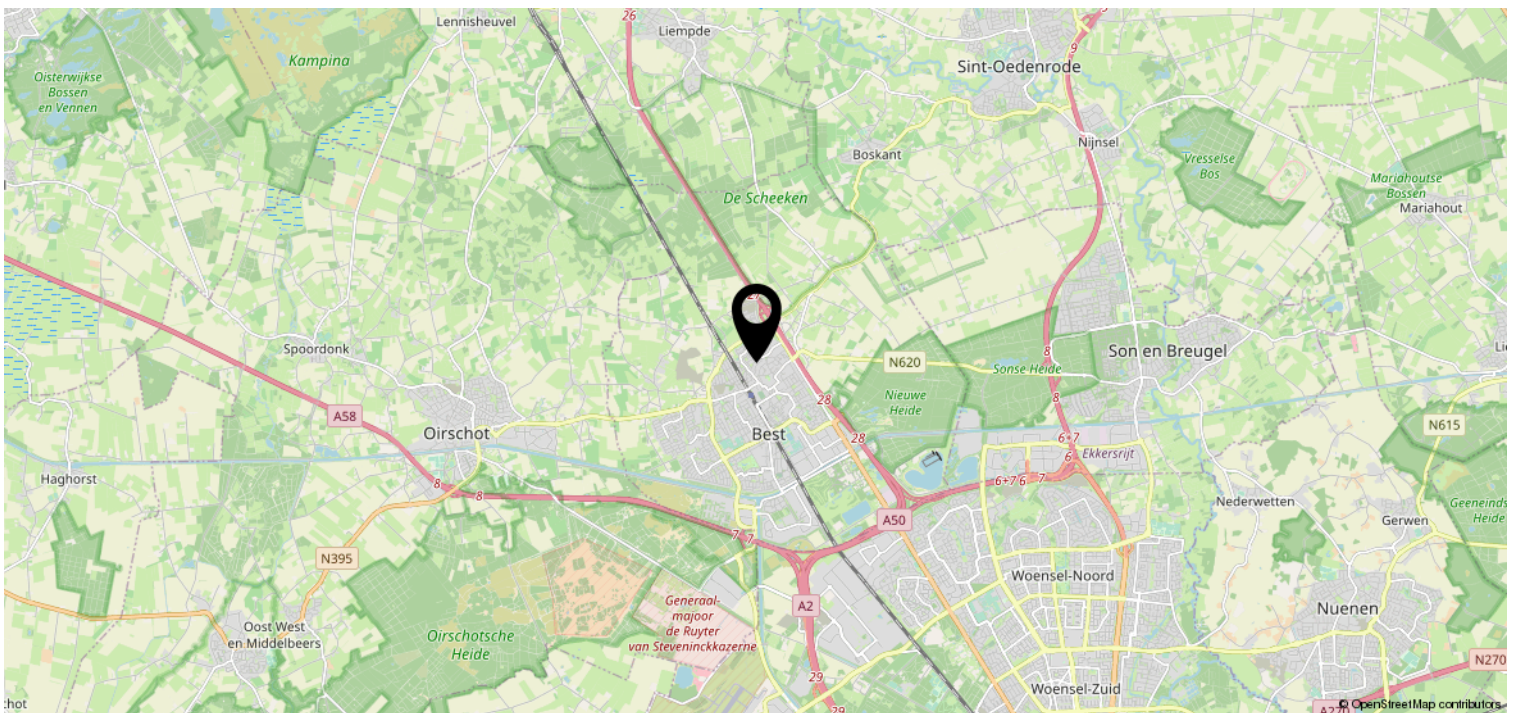 26
Lennisheuvel
Liempde
9
Kampina
Sint-Oedenrode
Oisterwijkse
Bossen
en Vennen
Nijnsel
Boskant
Vresselse
Bos
Mariahoutse
Bossen
De Scheeken
Mariahout
27
Spoordonk
N620
8
Son en Breugel
Sonse Heide
Nieuwe
Heide
28
8
A58
N615
Oirschot
Best
28
6+7
Ekkersrijt
6
Haghorst
8
8
6+7
6
7
Nederwetten
Geeneinds
Heide
A50
Gerwen
7
7
N395
Woensel-Noord
Generaal-
majoor
de Ruyter
van Steveninckkazerne
A2
Nuenen
Oost West
en Middelbeers
Oirschotsche
Heide
N270
29
Woensel-Zuid
29
A270
© OpenStreetMap contributors